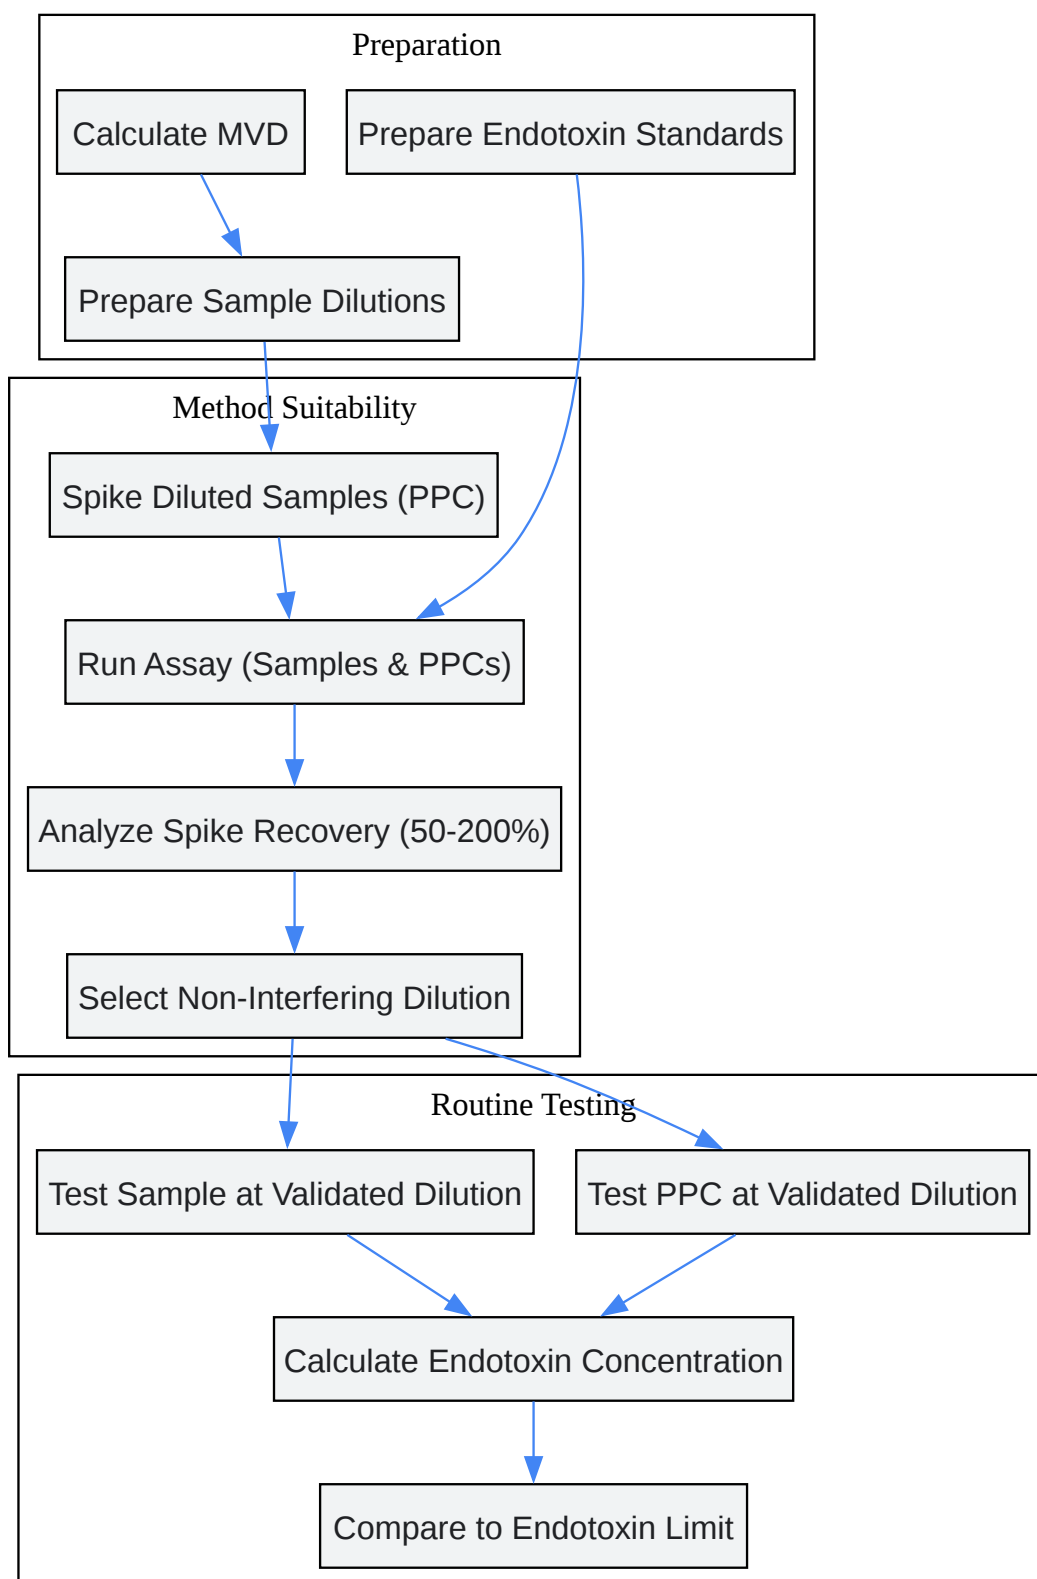 Preparation
Calculate MVD
Prepare Endotoxin Standards
Prepare Sample Dilutions
Method Suitability
Spike Diluted Samples (PPC)
Run Assay (Samples & PPCs)
Analyze Spike Recovery (50-200%)
Select Non-Interfering Dilution
Routine Testing
Test Sample at Validated Dilution
Test PPC at Validated Dilution
Calculate Endotoxin Concentration
Compare to Endotoxin Limit